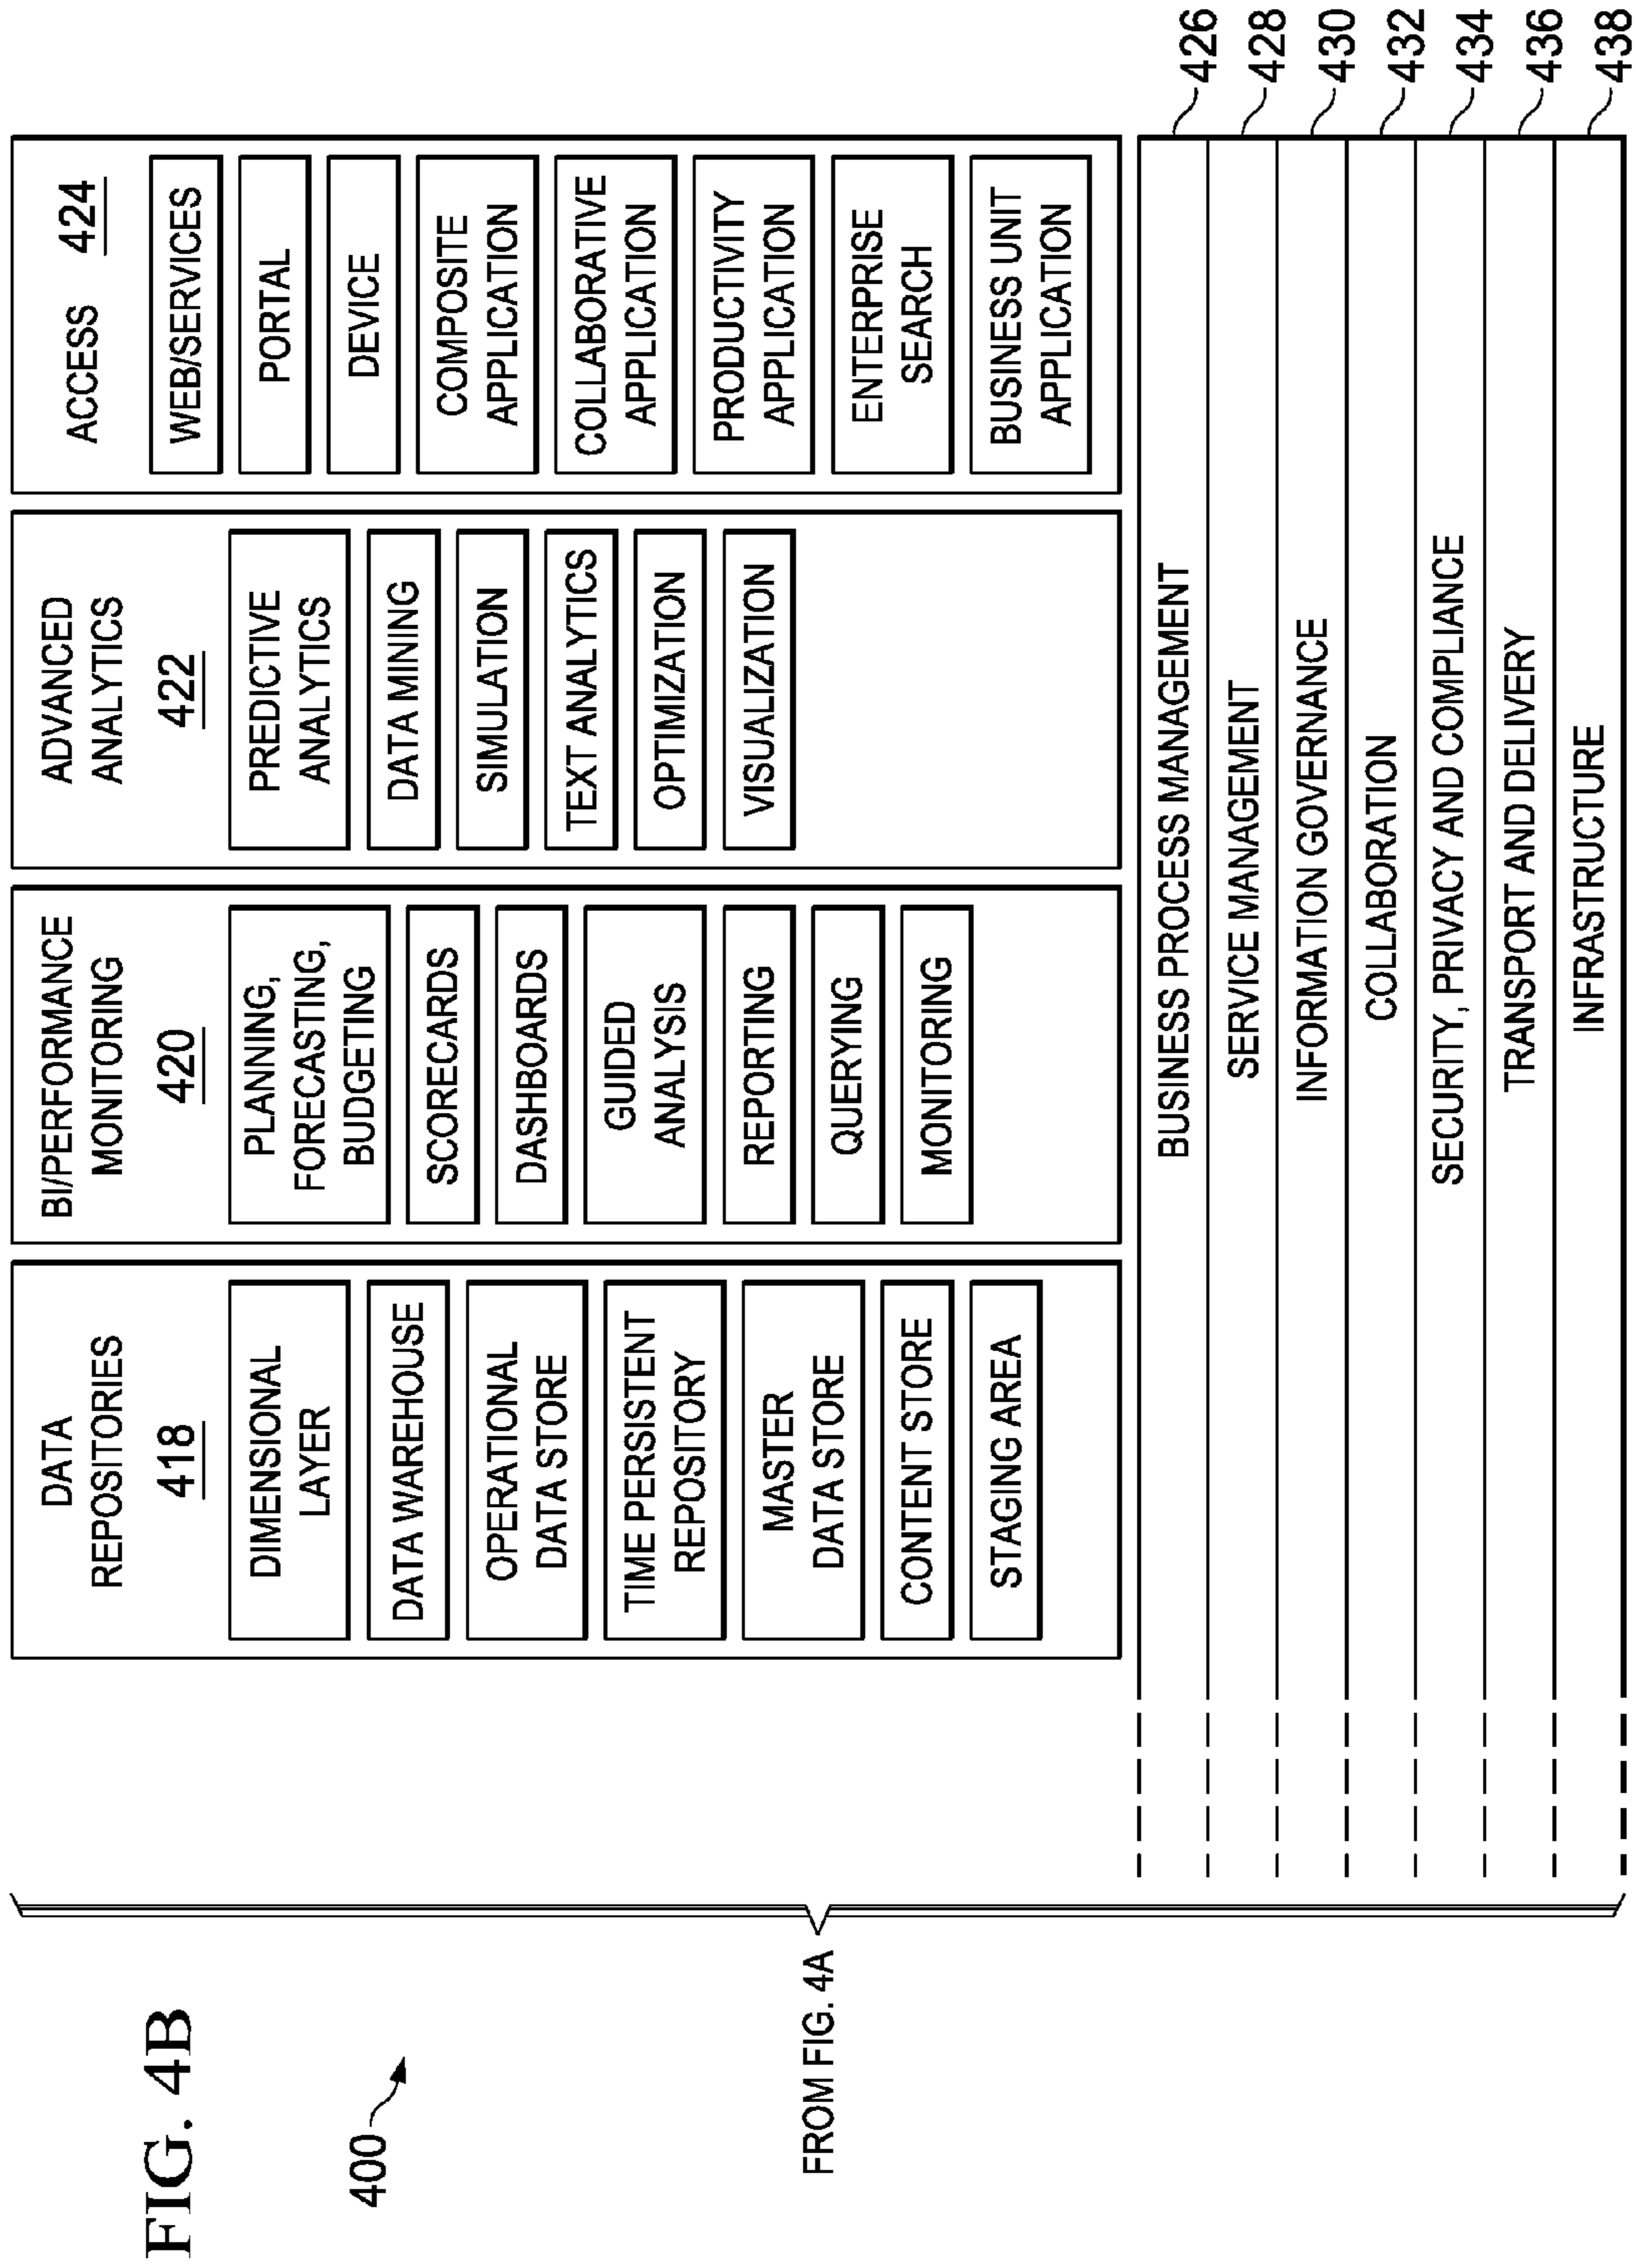 FIG. 4B
400
FROM FIG. 4A
DATA
REPOSITORIES
418
DIMENSIONAL
LAYER
DATA WAREHOUSE
OPERATIONAL
DATA STORE
TIME PERSISTENT
REPOSITORY
MASTER
DATA STORE
CONTENT STORE
STAGING AREA
BI/PERFORMANCE
MONITORING
420
PLANNING,
FORECASTING,
BUDGETING
SCORECARDS
DASHBOARDS
GUIDED
ANALYSIS
REPORTING
QUERYING
MONITORING
ADVANCED
ANALYTICS
422
PREDICTIVE
ANALYTICS
DATA MINING
SIMULATION
TEXT ANALYTICS
OPTIMIZATION
VISUALIZATION
ACCESS 424
WEB/SERVICES
PORTAL
DEVICE
COMPOSITE
APPLICATION
COLLABORATIVE
APPLICATION
PRODUCTIVITY
APPLICATION
ENTERPRISE
SEARCH
BUSINESS UNIT
APPLICATION
BUSINESS PROCESS MANAGEMENT 426
SERVICE MANAGEMENT 428
INFORMATION GOVERNANCE 430
COLLABORATION 432
SECURITY, PRIVACY AND COMPLIANCE 434
TRANSPORT AND DELIVERY 436
INFRASTRUCTURE 438